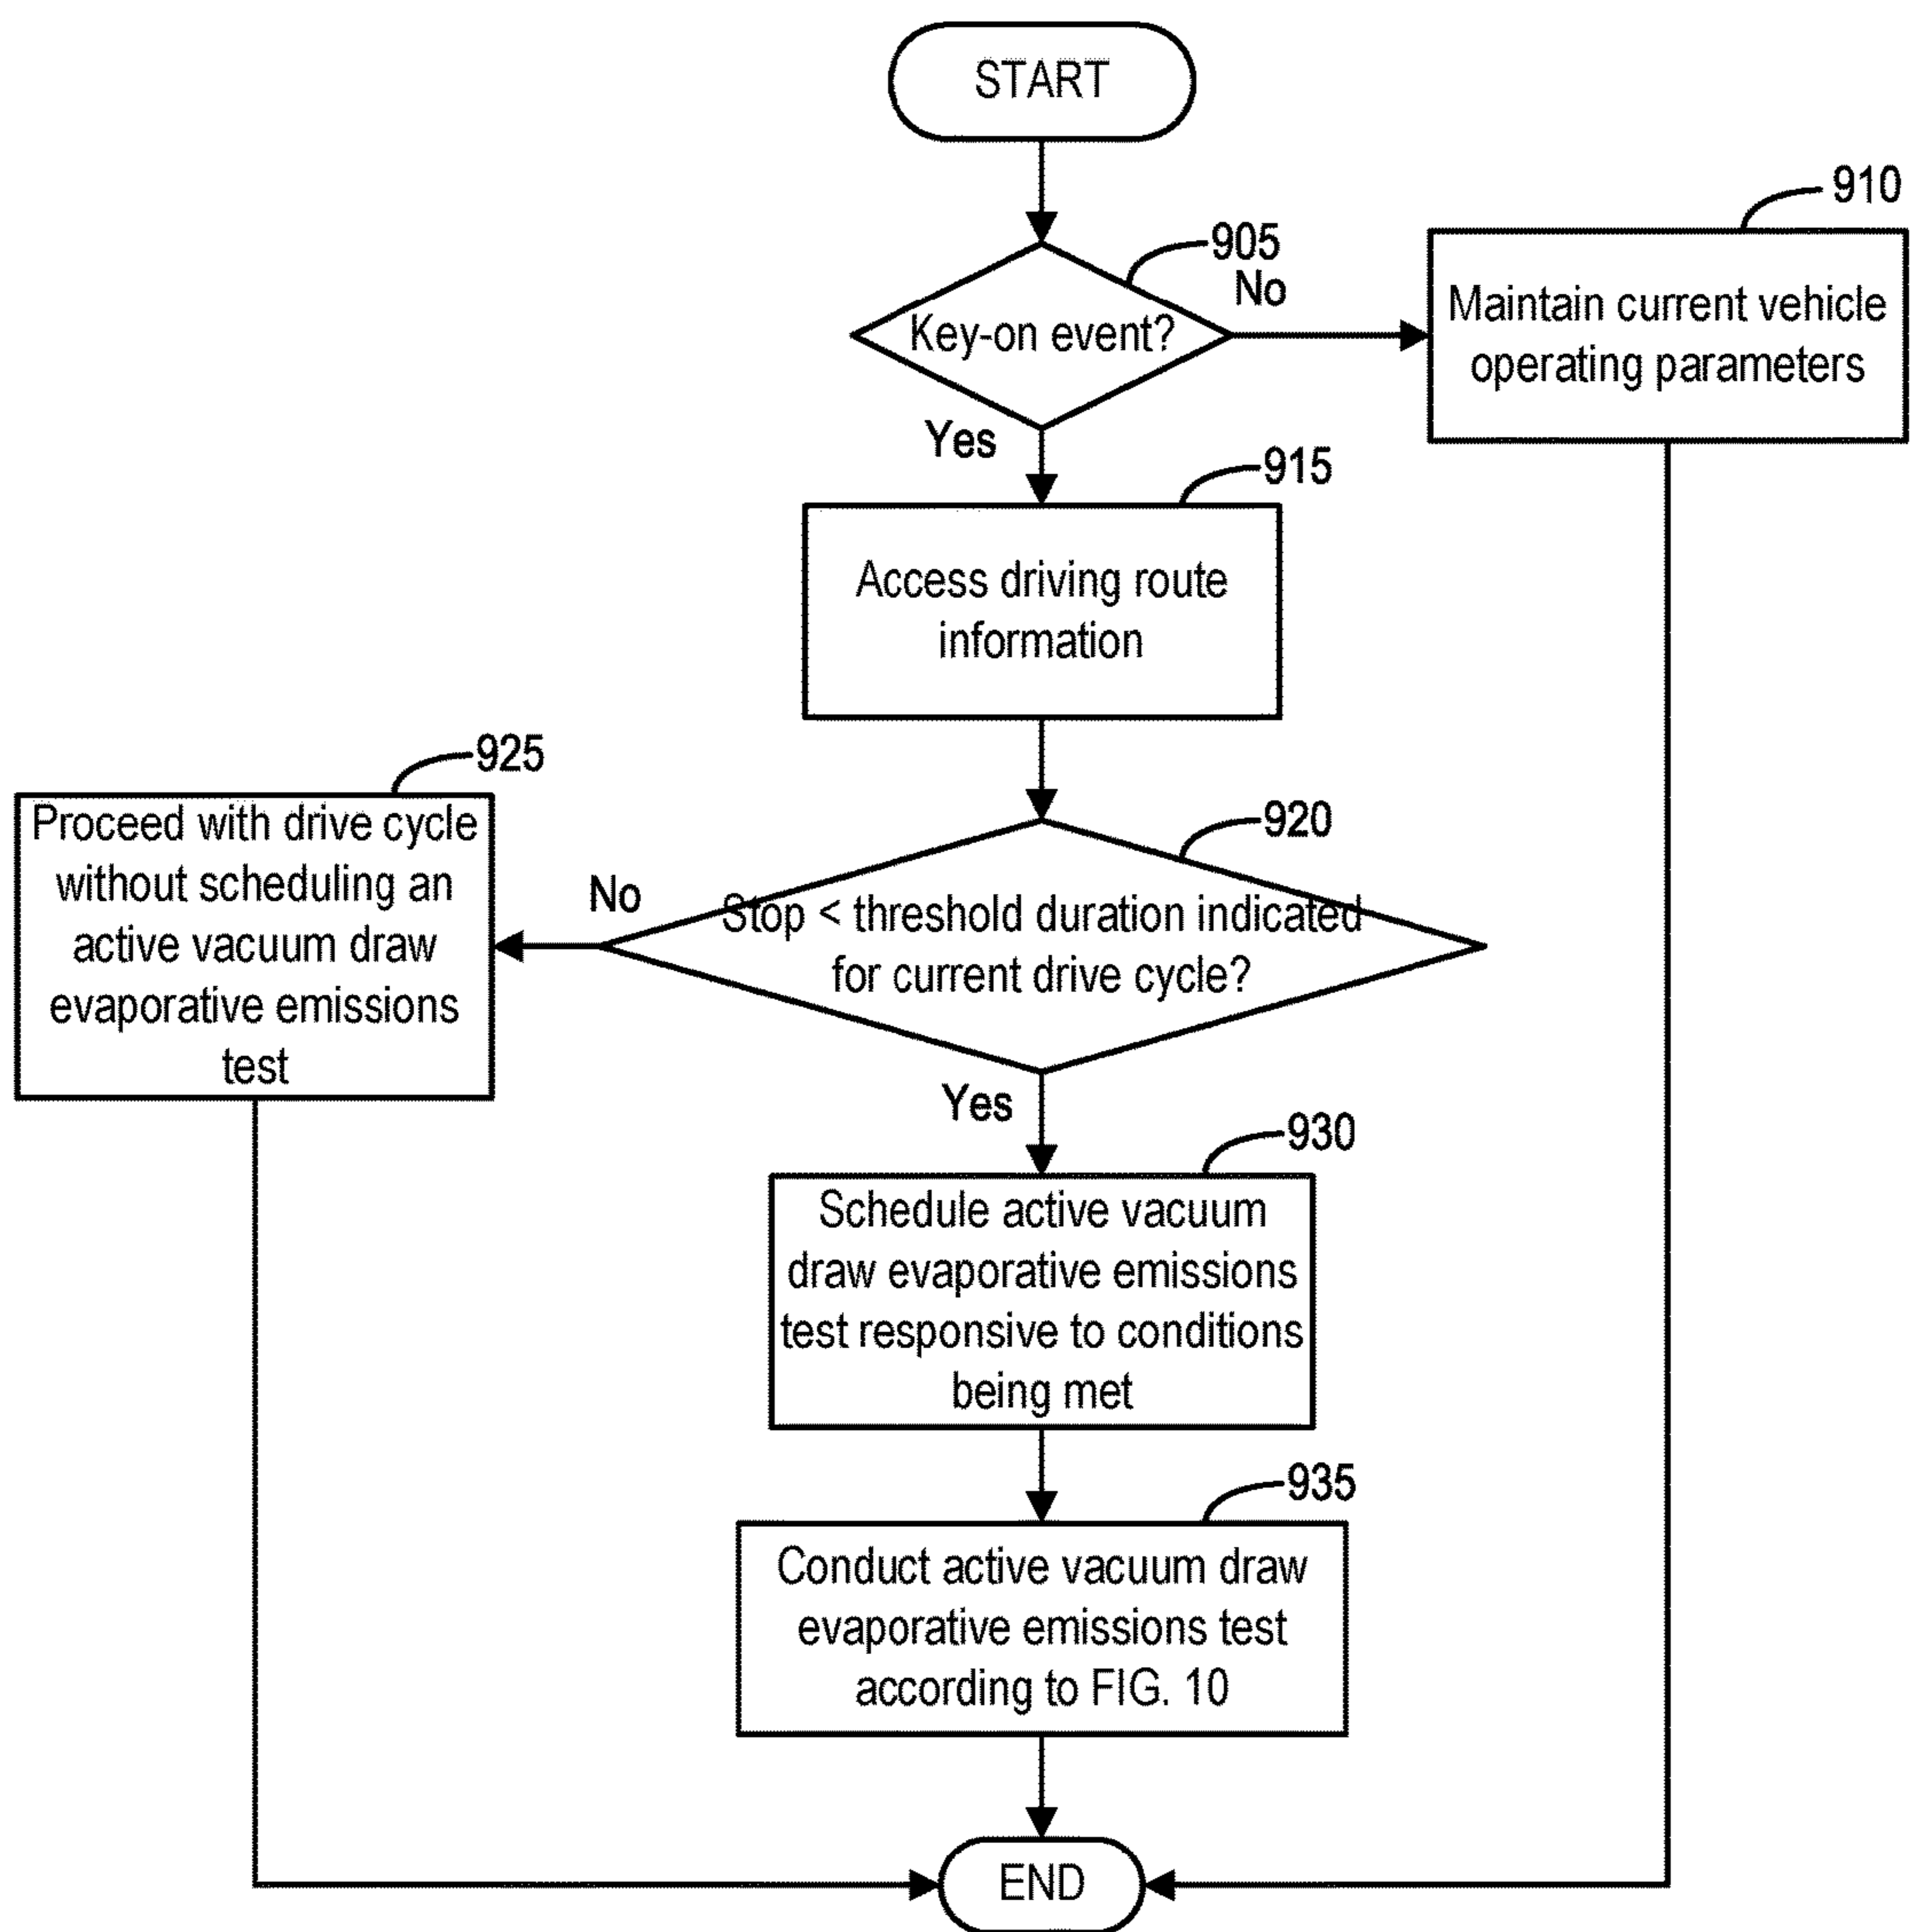 START
905
No
Key-on event?
Yes
910
Maintain current vehicle
operating parameters
915
Access driving route
information
920
Stop < threshold duration indicated
for current drive cycle?
No
925
Proceed with drive cycle
without scheduling an
active vacuum draw
evaporative emissions
test
Yes
930
Schedule active vacuum
draw evaporative emissions
test responsive to conditions
being met
935
Conduct active vacuum draw
evaporative emissions test
according to FIG. 10
END